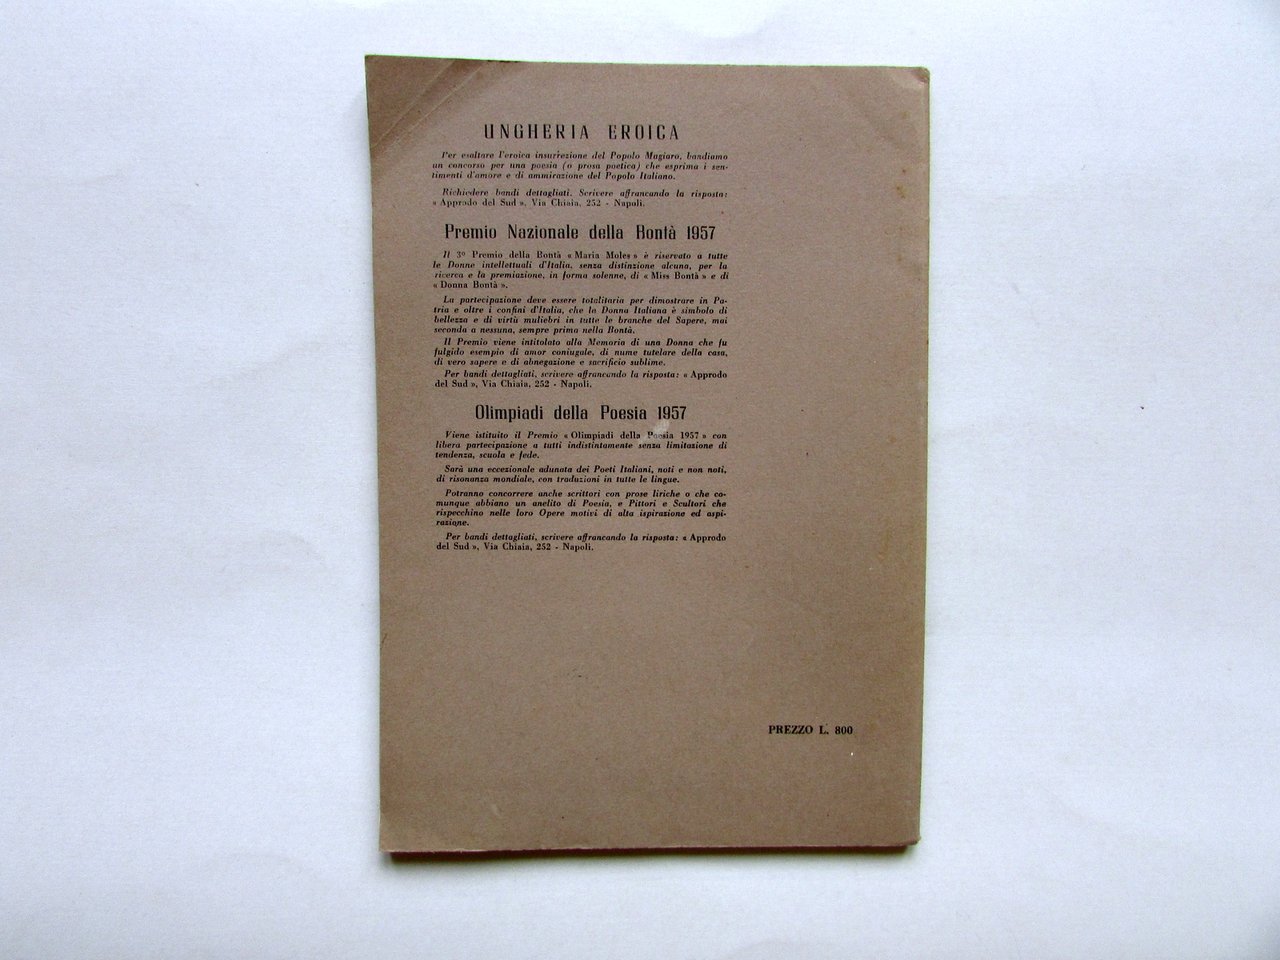 UNGHERIA EROICA
Per esaltare l'eroica insurrezione del Popolo Magiaro, bandiamo
un concorso per una poesia (o prosa poetica) che esprima i sen-
timenti d'amore e di ammirazione del Popolo Italiano.
Richiedere bandi dettagliati. Scrivere affrancando la risposta:
« Approdo del Sud ». Via Chiaia, 252 - Napoli.
Premio Nazionale della Bontà 1957
Il 3º Premio della Bontà « Maria Moles » è riservato a tutte
le Donne intellettuali d'Italia, senza distinzione alcuna, per la
ricerca e la premiazione, in forma solenne, di « Miss Bontà » e di
« Donna Bontà ».
La partecipazione deve essere totalitaria per dimostrare in Pa-
tria e oltre i confini d'Italia, che la Donna Italiana è simbolo di
bellezza e di virtù muliebri in tutte le branche del Sapere, mai
seconda a nessuna, sempre prima nella Bontà.
Il Premio viene intitolato alla Memoria di una Donna che fu
fulgido esempio di amor coniugale, di nume tutelare della casa,
di vero sapere e di abnegazione e sacrificio sublime.
Per bandi dettagliati, scrivere affrancando la risposta: « Approdo
del Sud », Via Chiaia, 252 - Napoli.
Olimpiadi della Poesia 1957
Viene istituito il Premio « Olimpiadi della Poesia 1957 » con
libera partecipazione a tutti indistintamente senza limitazione di
tendenza, scuola e fede.
Sarà una eccezionale adunata dei Poeti Italiani, noti e non noti,
di risonanza mondiale, con traduzioni in tutte le lingue.
Potranno concorrere anche scrittori con prose liriche o che co-
munque abbiano un anelito di Poesia, e Pittori e Scultori che
rispecchino nelle loro Opere motivi di alta ispirazione ed aspi-
razione.
Per bandi dettagliati, scrivere affrancando la risposta: « Approdo
del Sud », Via Chiaia, 252 - Napoli.
PREZZO L. 800